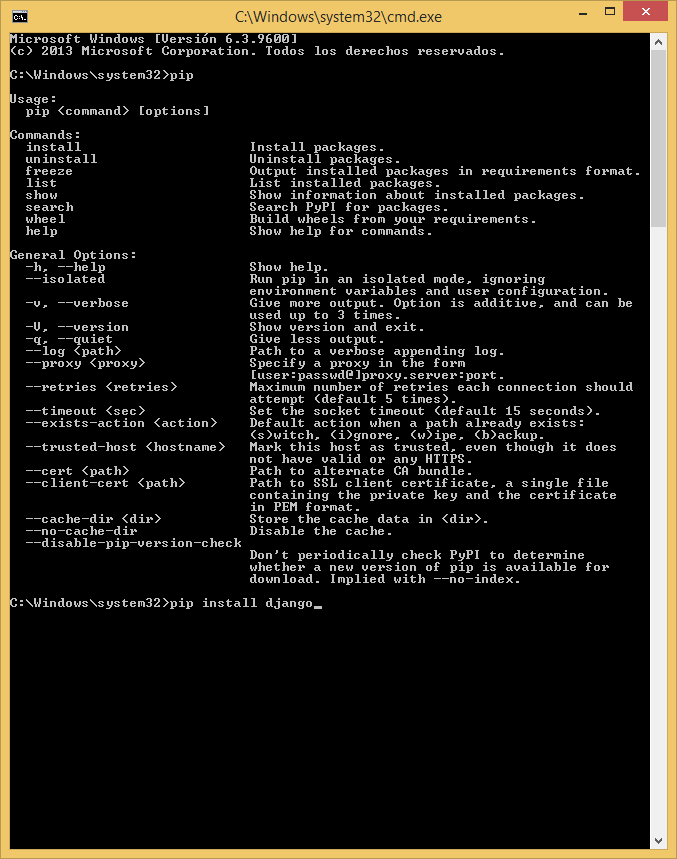 C:\Windows\system32\cmd.exe
Microsoft Windows [Versión 6.3.9600]
(c) 2013 Microsoft Corporation. Todos los derechos reservados.
C:\Windows\system32>pip
Usage:
  pip <command> [options]
Commands:
  install                     Install packages.
  uninstall                   Uninstall packages.
  freeze                      Output installed packages in requirements format.
  list                        List installed packages.
  show                        Show information about installed packages.
  search                      Search PyPI for packages.
  wheel                       Build wheels from your requirements.
  help                        Show help for commands.
General Options:
  -h, --help                  Show help.
  --isolated                  Run pip in an isolated mode, ignoring
                              environment variables and user configuration.
  -v, --verbose               Give more output. Option is additive, and can be
                              used up to 3 times.
  -V, --version               Show version and exit.
  -q, --quiet                 Give less output.
  --log <path>                Path to a verbose appending log.
  --proxy <proxy>             Specify a proxy in the form
                              [user:passwd@]proxy.server:port.
  --retries <retries>         Maximum number of retries each connection should
                              attempt (default 5 times).
  --timeout <sec>             Set the socket timeout (default 15 seconds).
  --exists-action <action>    Default action when a path already exists:
                              (s)witch, (i)gnore, (w)ipe, (b)ackup.
  --trusted-host <hostname>   Mark this host as trusted, even though it does
                              not have valid or any HTTPS.
  --cert <path>               Path to alternate CA bundle.
  --client-cert <path>        Path to SSL client certificate, a single file
                              containing the private key and the certificate
                              in PEM format.
  --cache-dir <dir>           Store the cache data in <dir>.
  --no-cache-dir              Disable the cache.
  --disable-pip-version-check
                              Don't periodically check PyPI to determine
                              whether a new version of pip is available for
                              download. Implied with --no-index.
C:\Windows\system32>pip install django_